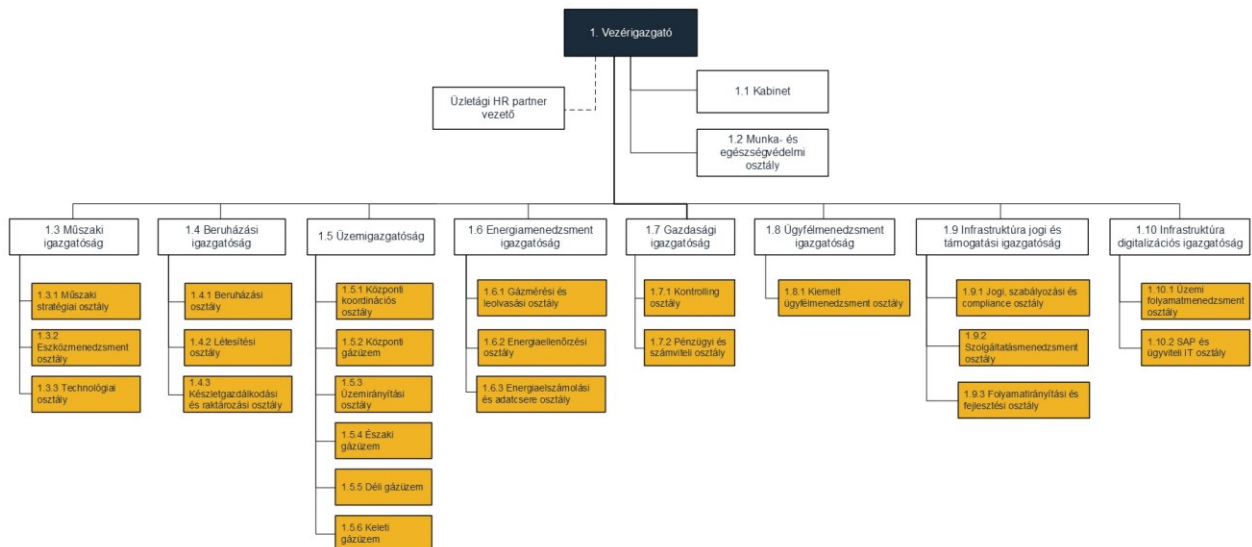 1. Vezérigazgató
Üzletági HR partner
vezető
1.1 Kabinet
1.2 Munka- és
egészségvédelmi
osztály
1.3 Műszaki
igazgatóság
1.4 Beruházási
igazgatóság
1.5 Üzemigazgatóság
1.6 Energiamenedzsment
igazgatóság
1.7 Gazdasági
igazgatóság
1.8 Ügyfélmenedzsment
igazgatóság
1.9 Infrastruktúra jogi és
támogatási igazgatóság
1.10 Infrastruktúra
digitalizációs igazgatóság
1.3.1 Műszaki
stratégiai osztály
1.3.2
Eszközmenedzsment
osztály
1.3.3 Technológiai
osztály
1.4.1 Beruházási
osztály
1.4.2 Létesítési
osztály
1.4.3
Készletgazdálkodási
és raktározási osztály
1.5.1 Központi
koordinációs
osztály
1.5.2 Központi
gázüzem
1.5.3
Üzemirányítási
osztály
1.5.4 Északi
gázüzem
1.5.5 Déli gázüzem
1.5.6 Keleti
gázüzem
1.6.1 Gázmérési és
leolvasási osztály
1.6.2 Energiaellenőrzési
osztály
1.6.3 Energiaelszámolási
és adatcsere osztály
1.7.1 Kontrolling
osztály
1.7.2 Pénzügyi és
számviteli osztály
1.8.1 Kiemelt
ügyfélmenedzsment osztály
1.9.1 Jogi, szabályozási és
compliance osztály
1.9.2
Szolgáltatásmenedzsment
osztály
1.9.3 Folyamatirányítási és
fejlesztési osztály
1.10.1 Üzemi
folyamatmenedzsment
osztály
1.10.2 SAP és
ügyviteli IT osztály